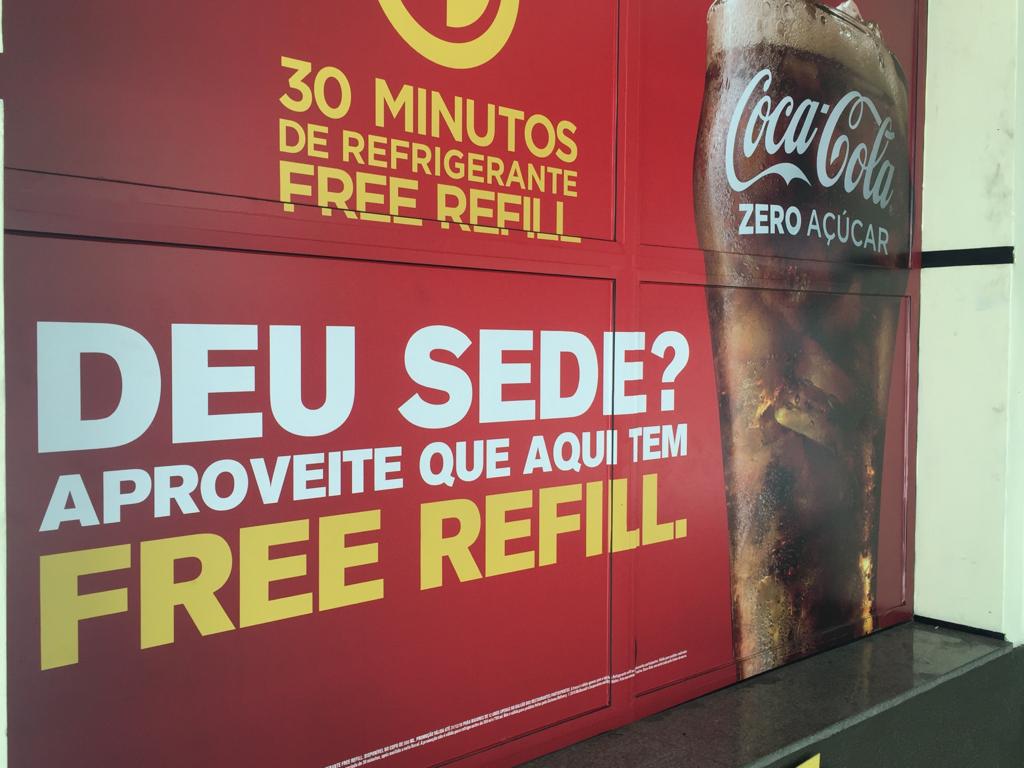 30 MINUTOS
DE REFRIGERANTE
FREE REFILL
Coca-Cola
ZERO AÇÚCAR
DEU SEDE?
APROVEITE QUE AQUI TEM
FREE REFILL.